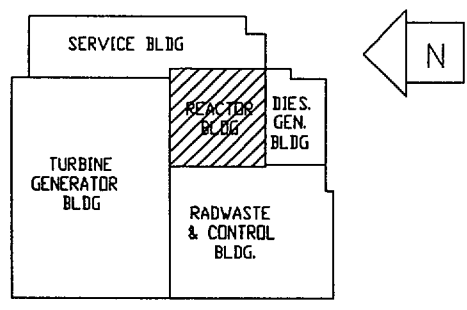 SERVICE BLDG
N
REACTOR
BLDG
DIES.
GEN.
BLDG
TURBINE
GENERATOR
BLDG
RADWASTE
& CONTROL
BLDG.